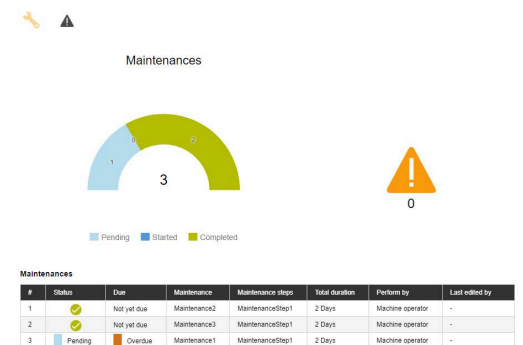 Maintenances
0
2
1
3
0
Pending Started Completed
Maintenances
# Status Due Maintenance Maintenance steps Total duration Perform by Last edited by
1 Not yet due Maintenance2 MaintenanceStep1 2 Days Machine operator -
2 Not yet due Maintenance3 MaintenanceStep1 2 Days Machine operator -
3 Pending Overdue Maintenance1 MaintenanceStep1 2 Days Machine operator -